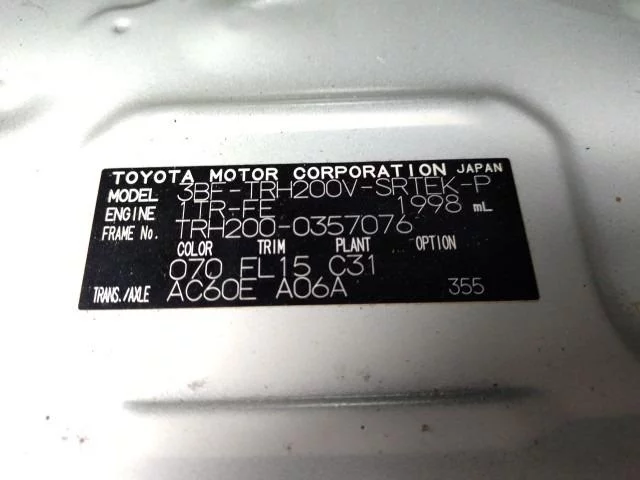 TOYOTA MOTOR CORPORATION JAPAN
MODEL 3BF-TRH200V-SRTEK-P
ENGINE 1TR-FE 1998 mL
FRAME No. TRH200-0357076
COLOR TRIM PLANT OPTION
070 FL15 C31
TRANS./AXLE AC60E A06A 355